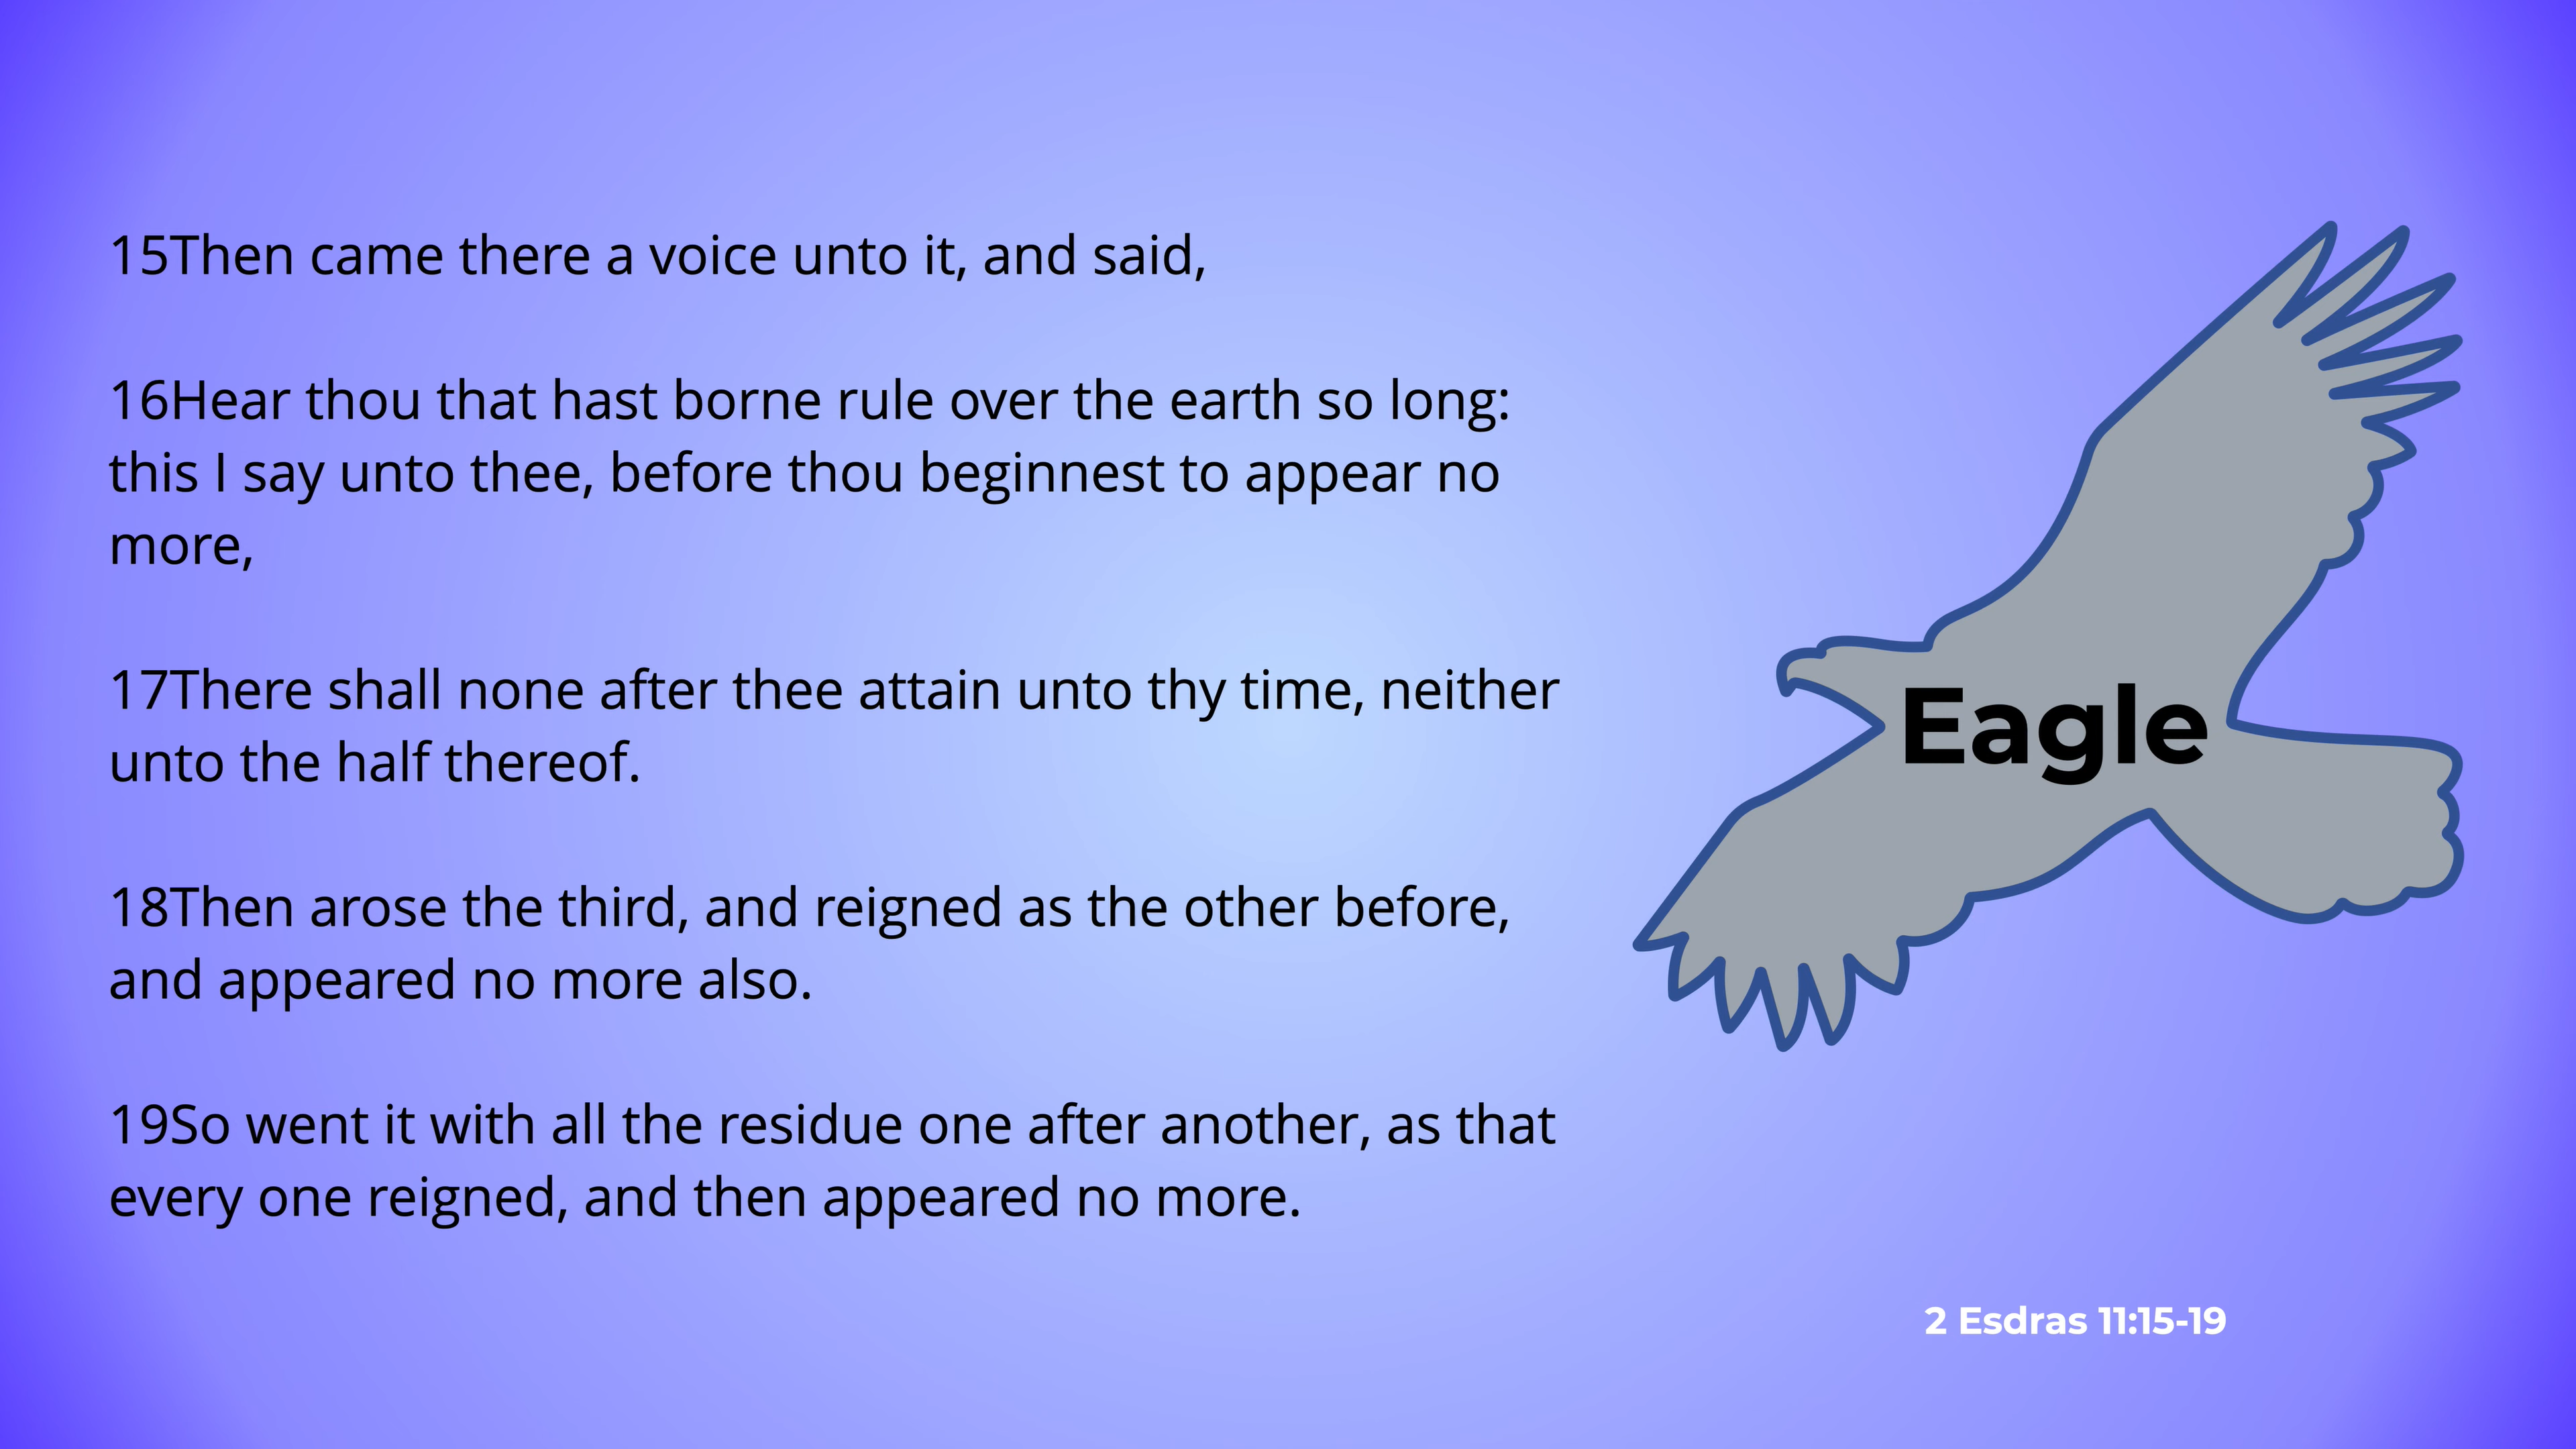 15Then came there a voice unto it, and said,
16Hear thou that hast borne rule over the earth so long:
this I say unto thee, before thou beginnest to appear no
more,
17There shall none after thee attain unto thy time, neither
unto the half thereof.
18Then arose the third, and reigned as the other before,
and appeared no more also.
19So went it with all the residue one after another, as that
every one reigned, and then appeared no more.
Eagle
2 Esdras 11:15-19